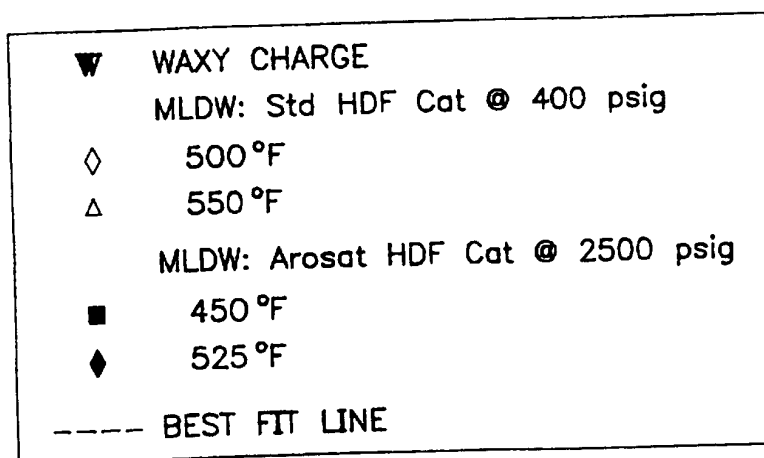 WAXY CHARGE
MLDW: Std HDF Cat @ 400 psig
500°F
550°F
MLDW: Arosat HDF Cat @ 2500 psig
450°F
525°F
BEST FIT LINE